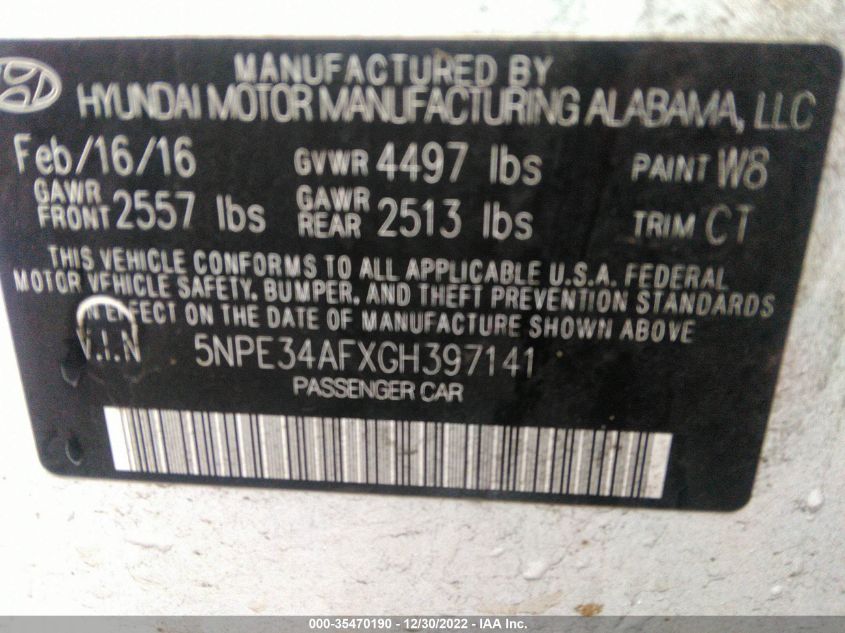 MANUFACTURED BY
HYUNDAI MOTOR MANUFACTURING ALABAMA, LLC
Feb/16/16 GVWR 4497 lbs PAINT W8
GAWR FRONT 2557 lbs GAWR REAR 2513 lbs TRIM CT
THIS VEHICLE CONFORMS TO ALL APPLICABLE U.S.A. FEDERAL
MOTOR VEHICLE SAFETY, BUMPER, AND THEFT PREVENTION STANDARDS
IN EFFECT ON THE DATE OF MANUFACTURE SHOWN ABOVE
V.I.N 5NPE34AFXGH397141
PASSENGER CAR
000-35470190 - 12/30/2022 - IAA Inc.